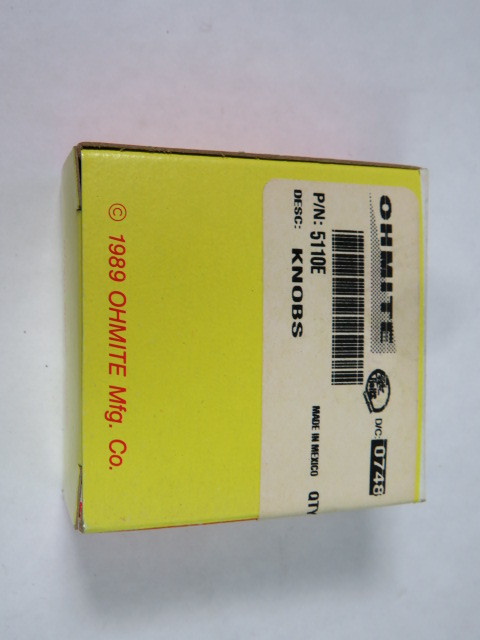 OHMITE
D/C 0748
P/N: 5110E
DESC: KNOBS
MADE IN MEXICO QTY
© 1989 OHMITE Mfg. Co.